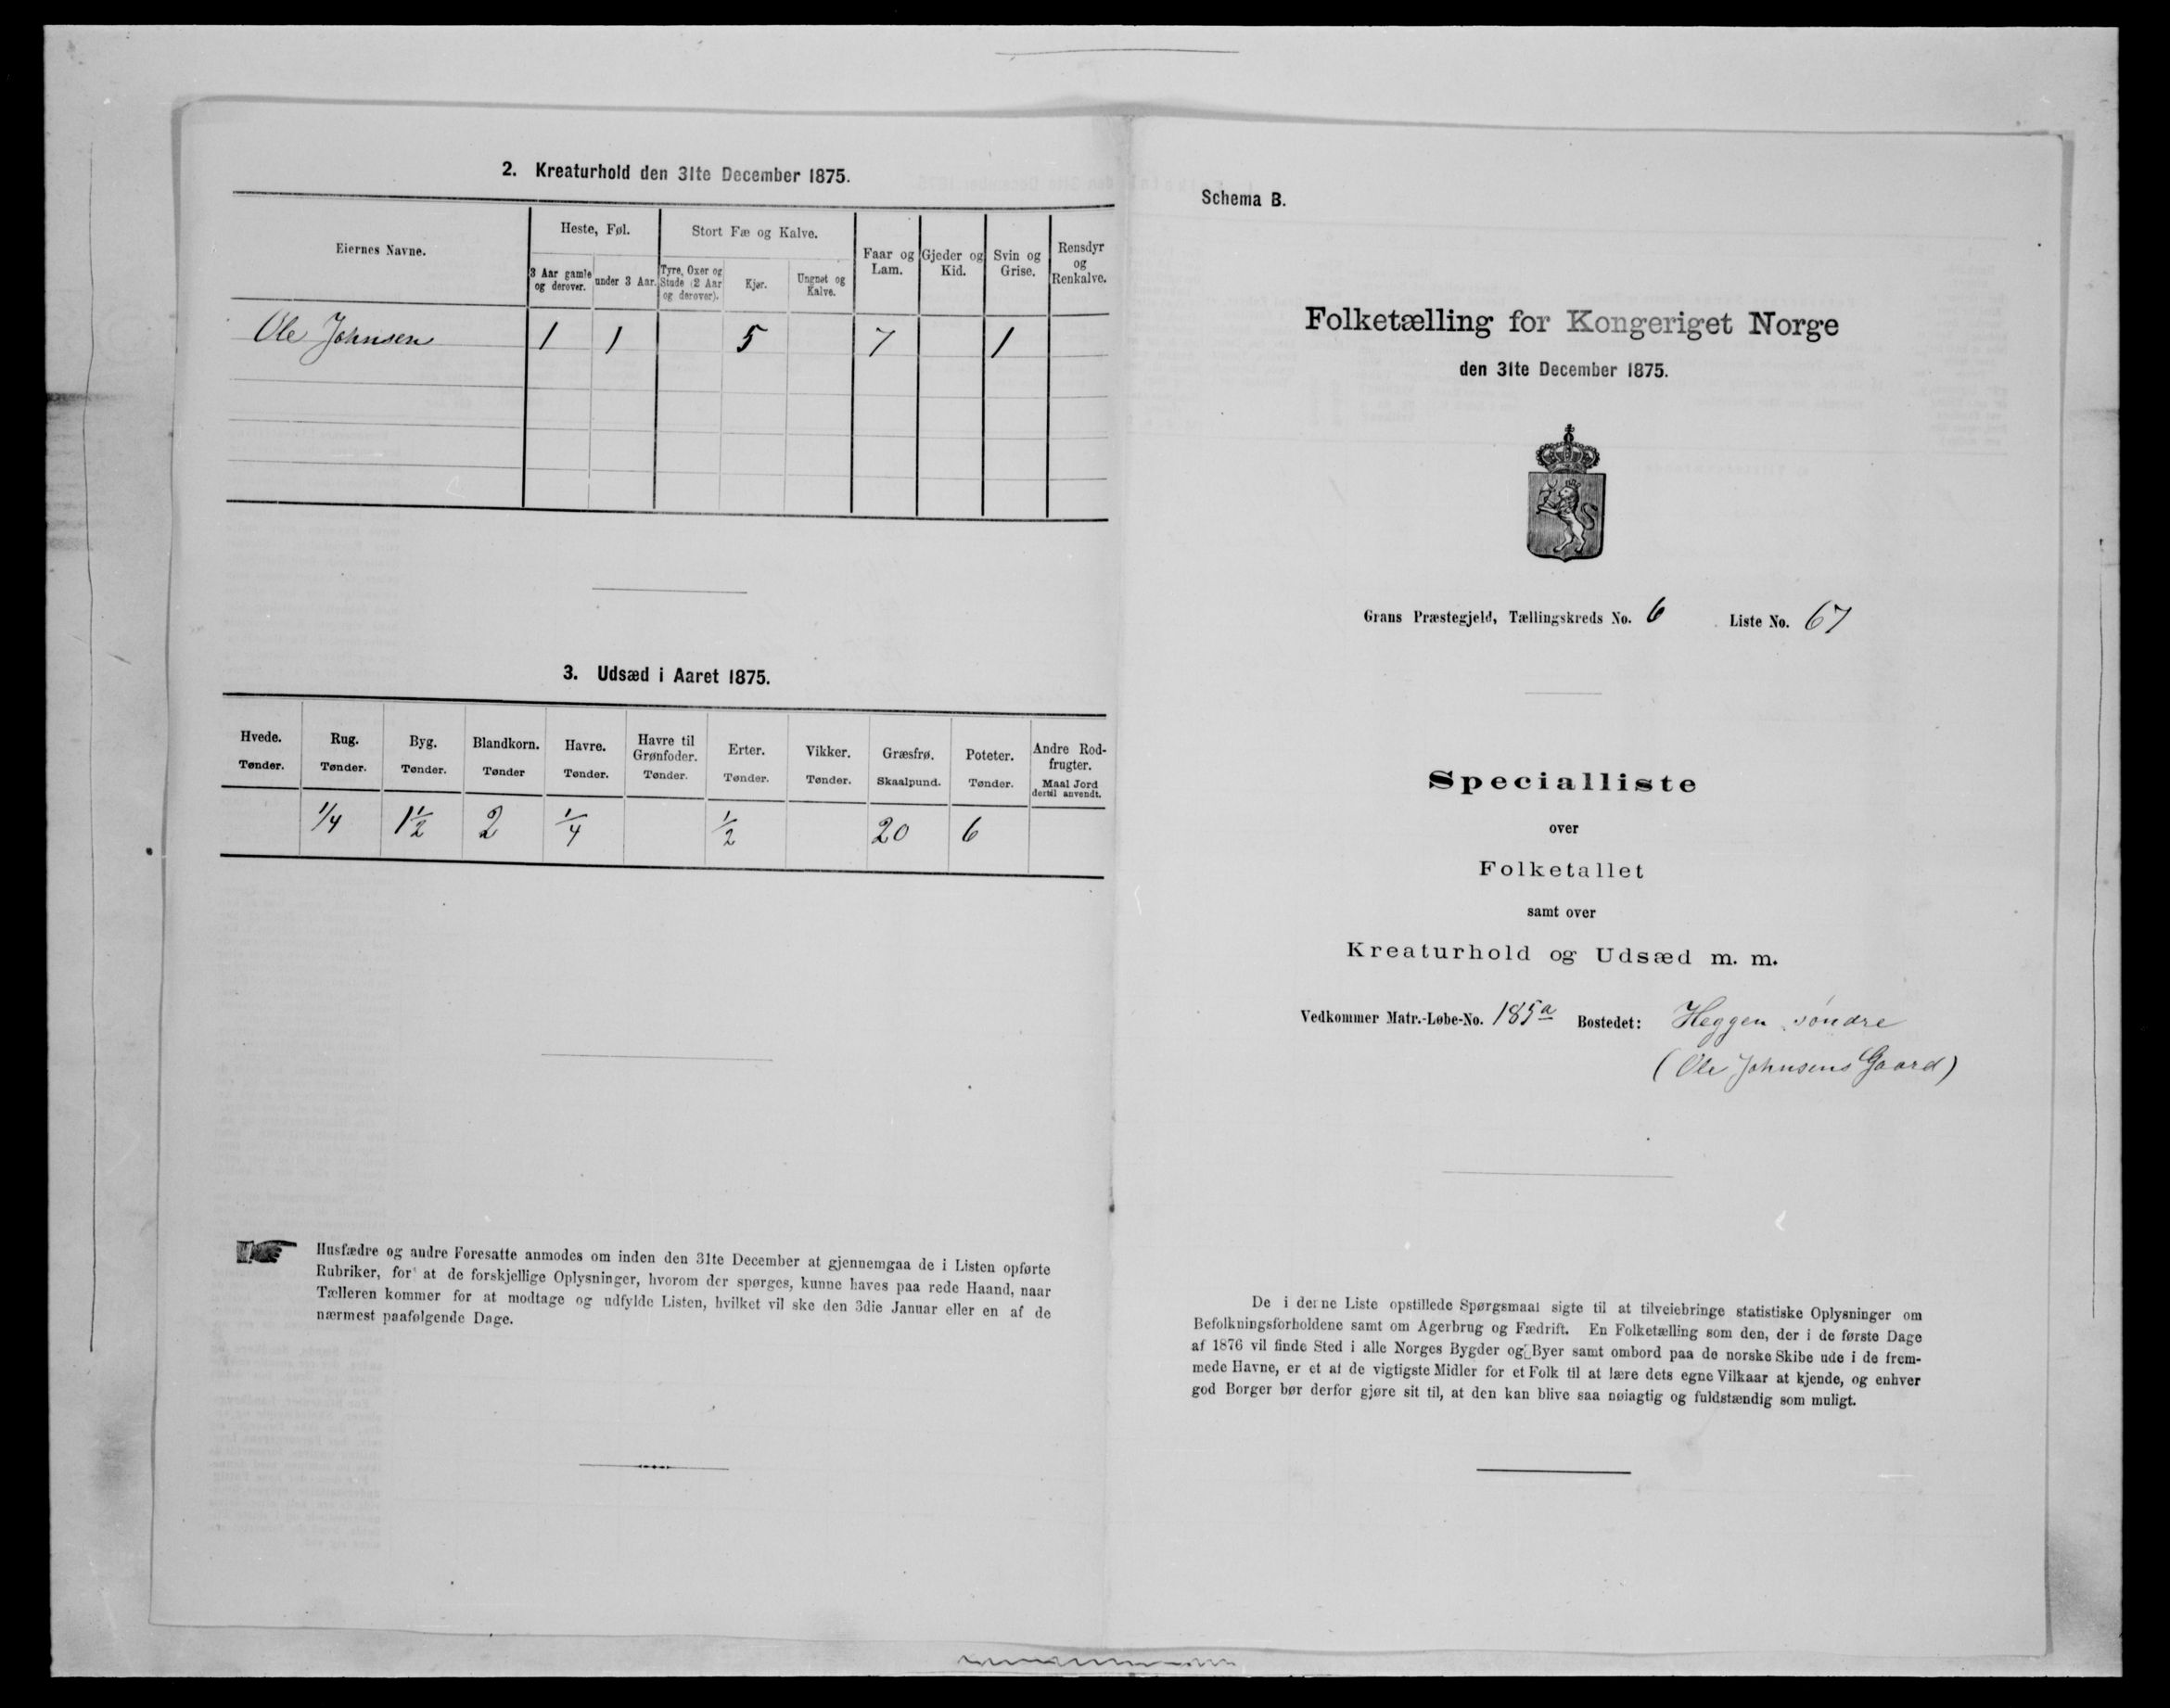 2. Kreaturhold den 31te December 1875.
Eiernes Navne.
Heste, Føl.
Stort Fæ og Kalve.
Faar og Lam.
Gjeder og Kid.
Svin og Grise.
Rensdyr og Renkalve.
3 Aar gamle og derover.
under 3 Aar.
Tyre, Oxer og Stude (2 Aar og derover).
Kjør.
Ungnøt og Kalve.
Ole Johnsen 1 1 5 7 1
3. Udsæd i Aaret 1875.
Hvede. Tønder.
Rug. Tønder.
Byg. Tønder.
Blandkorn. Tønder
Havre. Tønder.
Havre til Grønfoder. Tønder.
Erter. Tønder.
Vikker. Tønder.
Græsfrø. Skaalpund.
Poteter. Tønder.
Andre Rodfrugter. Maal Jord dertil anvendt.
1/4 1 1/2 2 1/4 1/2 20 6
Husfædre og andre Foresatte anmodes om inden den 31te December at gjennemgaa de i Listen opførte
Rubriker, for at de forskjellige Oplysninger, hvorom der spørges, kunne haves paa rede Haand, naar
Tælleren kommer for at modtage og udfylde Listen, hvilket vil ske den 3die Januar eller en af de
nærmest paafølgende Dage.
Schema B.
Folketælling for Kongeriget Norge
den 31te December 1875.
Grans Præstegjeld, Tællingskreds No. 6 Liste No. 67
Specialliste
over
Folketallet
samt over
Kreaturhold og Udsæd m. m.
Vedkommer Matr.-Løbe-No. 185a Bostedet: Heggen søndre
(Ole Johnsens Gaard)
De i denne Liste opstillede Spørgsmaal sigte til at tilveiebringe statistiske Oplysninger om
Befolkningsforholdene samt om Agerbrug og Fædrift. En Folketælling som den, der i de første Dage
af 1876 vil finde Sted i alle Norges Bygder og Byer samt ombord paa de norske Skibe ude i de frem-
mede Havne, er et af de vigtigste Midler for et Folk til at lære dets egne Vilkaar at kjende, og enhver
god Borger bør derfor gjøre sit til, at den kan blive saa nøiagtig og fuldstændig som muligt.